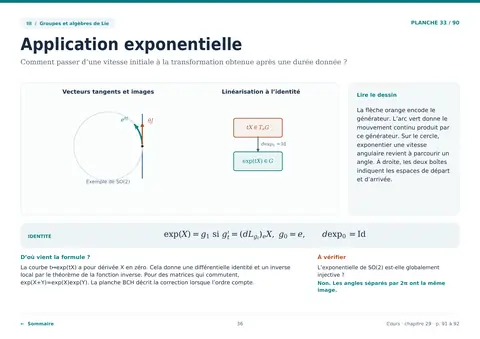 IB / Groupes et algèbres de Lie
PLANCHE 33 / 90
Application exponentielle
Comment passer d'une vitesse initiale à la transformation obtenue après une durée donnée ?
Vecteurs tangents et images
Linéarisation à l'identité
e^{θJ}
θJ
Exemple de SO(2)
tX ∈ TₑG
dexp₀ = Id
exp(tX) ∈ G
Lire le dessin
La flèche orange encode le
générateur. L'arc vert donne le
mouvement continu produit par
ce générateur. Sur le cercle,
exponentier une vitesse
angulaire revient à parcourir un
angle. À droite, les deux boîtes
indiquent les espaces de départ
et d'arrivée.
IDENTITÉ
exp(X) = g₁ si g′ₜ = (dL_{gₜ})ₑX, g₀ = e, dexp₀ = Id
D'où vient la formule ?
La courbe t↦exp(tX) a pour dérivée X en zéro. Cela donne une différentielle identité et un inverse
local par le théorème de la fonction inverse. Pour des matrices qui commutent,
exp(X+Y)=exp(X)exp(Y). La planche BCH décrit la correction lorsque l'ordre compte.
À vérifier
L'exponentielle de SO(2) est-elle globalement
injective ?
Non. Les angles séparés par 2π ont la même
image.
← Sommaire
36
Cours · chapitre 29 · p. 91 à 92